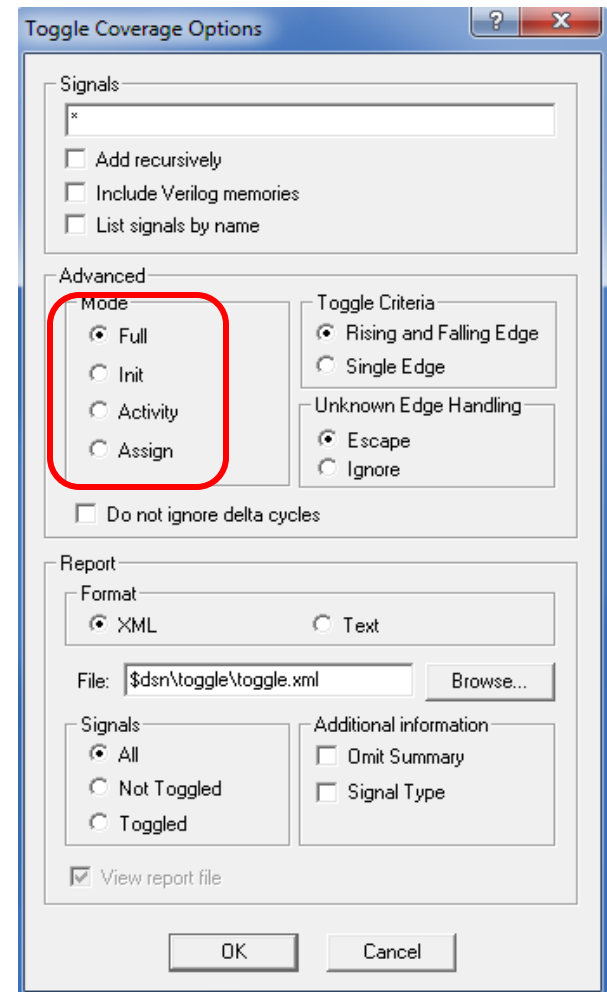 Toggle Coverage Options
?
X
Signals
*
Add recursively
Include Verilog memories
List signals by name
Advanced
Mode
Full
Init
Activity
Assign
Toggle Criteria
Rising and Falling Edge
Single Edge
Unknown Edge Handling
Escape
Ignore
Do not ignore delta cycles
Report
Format
XML
Text
File: $dsn\toggle\toggle.xml Browse...
Signals
All
Not Toggled
Toggled
Additional information
Omit Summary
Signal Type
View report file
OK Cancel